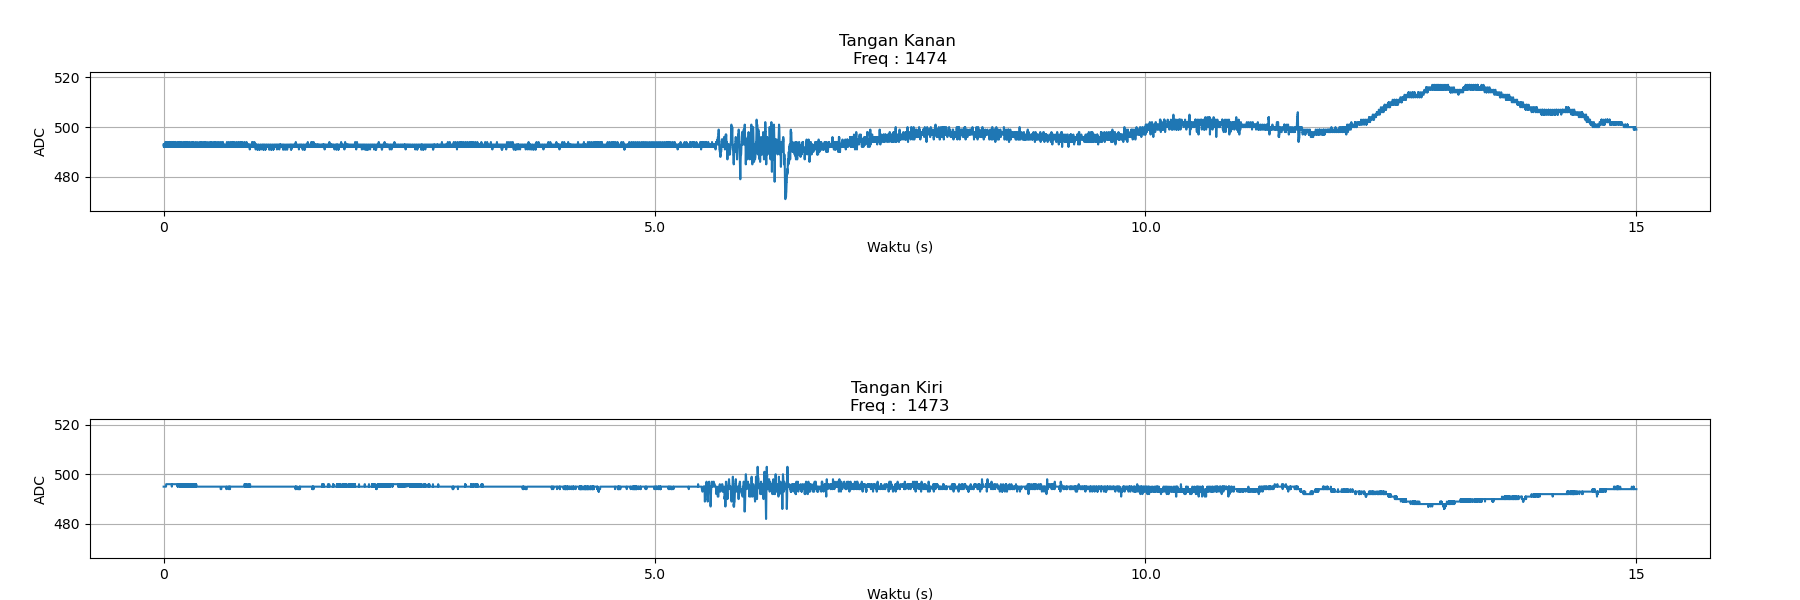 Tangan Kanan
Freq : 1474
520
500
480
ADC
0 5.0 10.0 15
Waktu (s)
Tangan Kiri
Freq :  1473
520
500
480
ADC
0 5.0 10.0 15
Waktu (s)